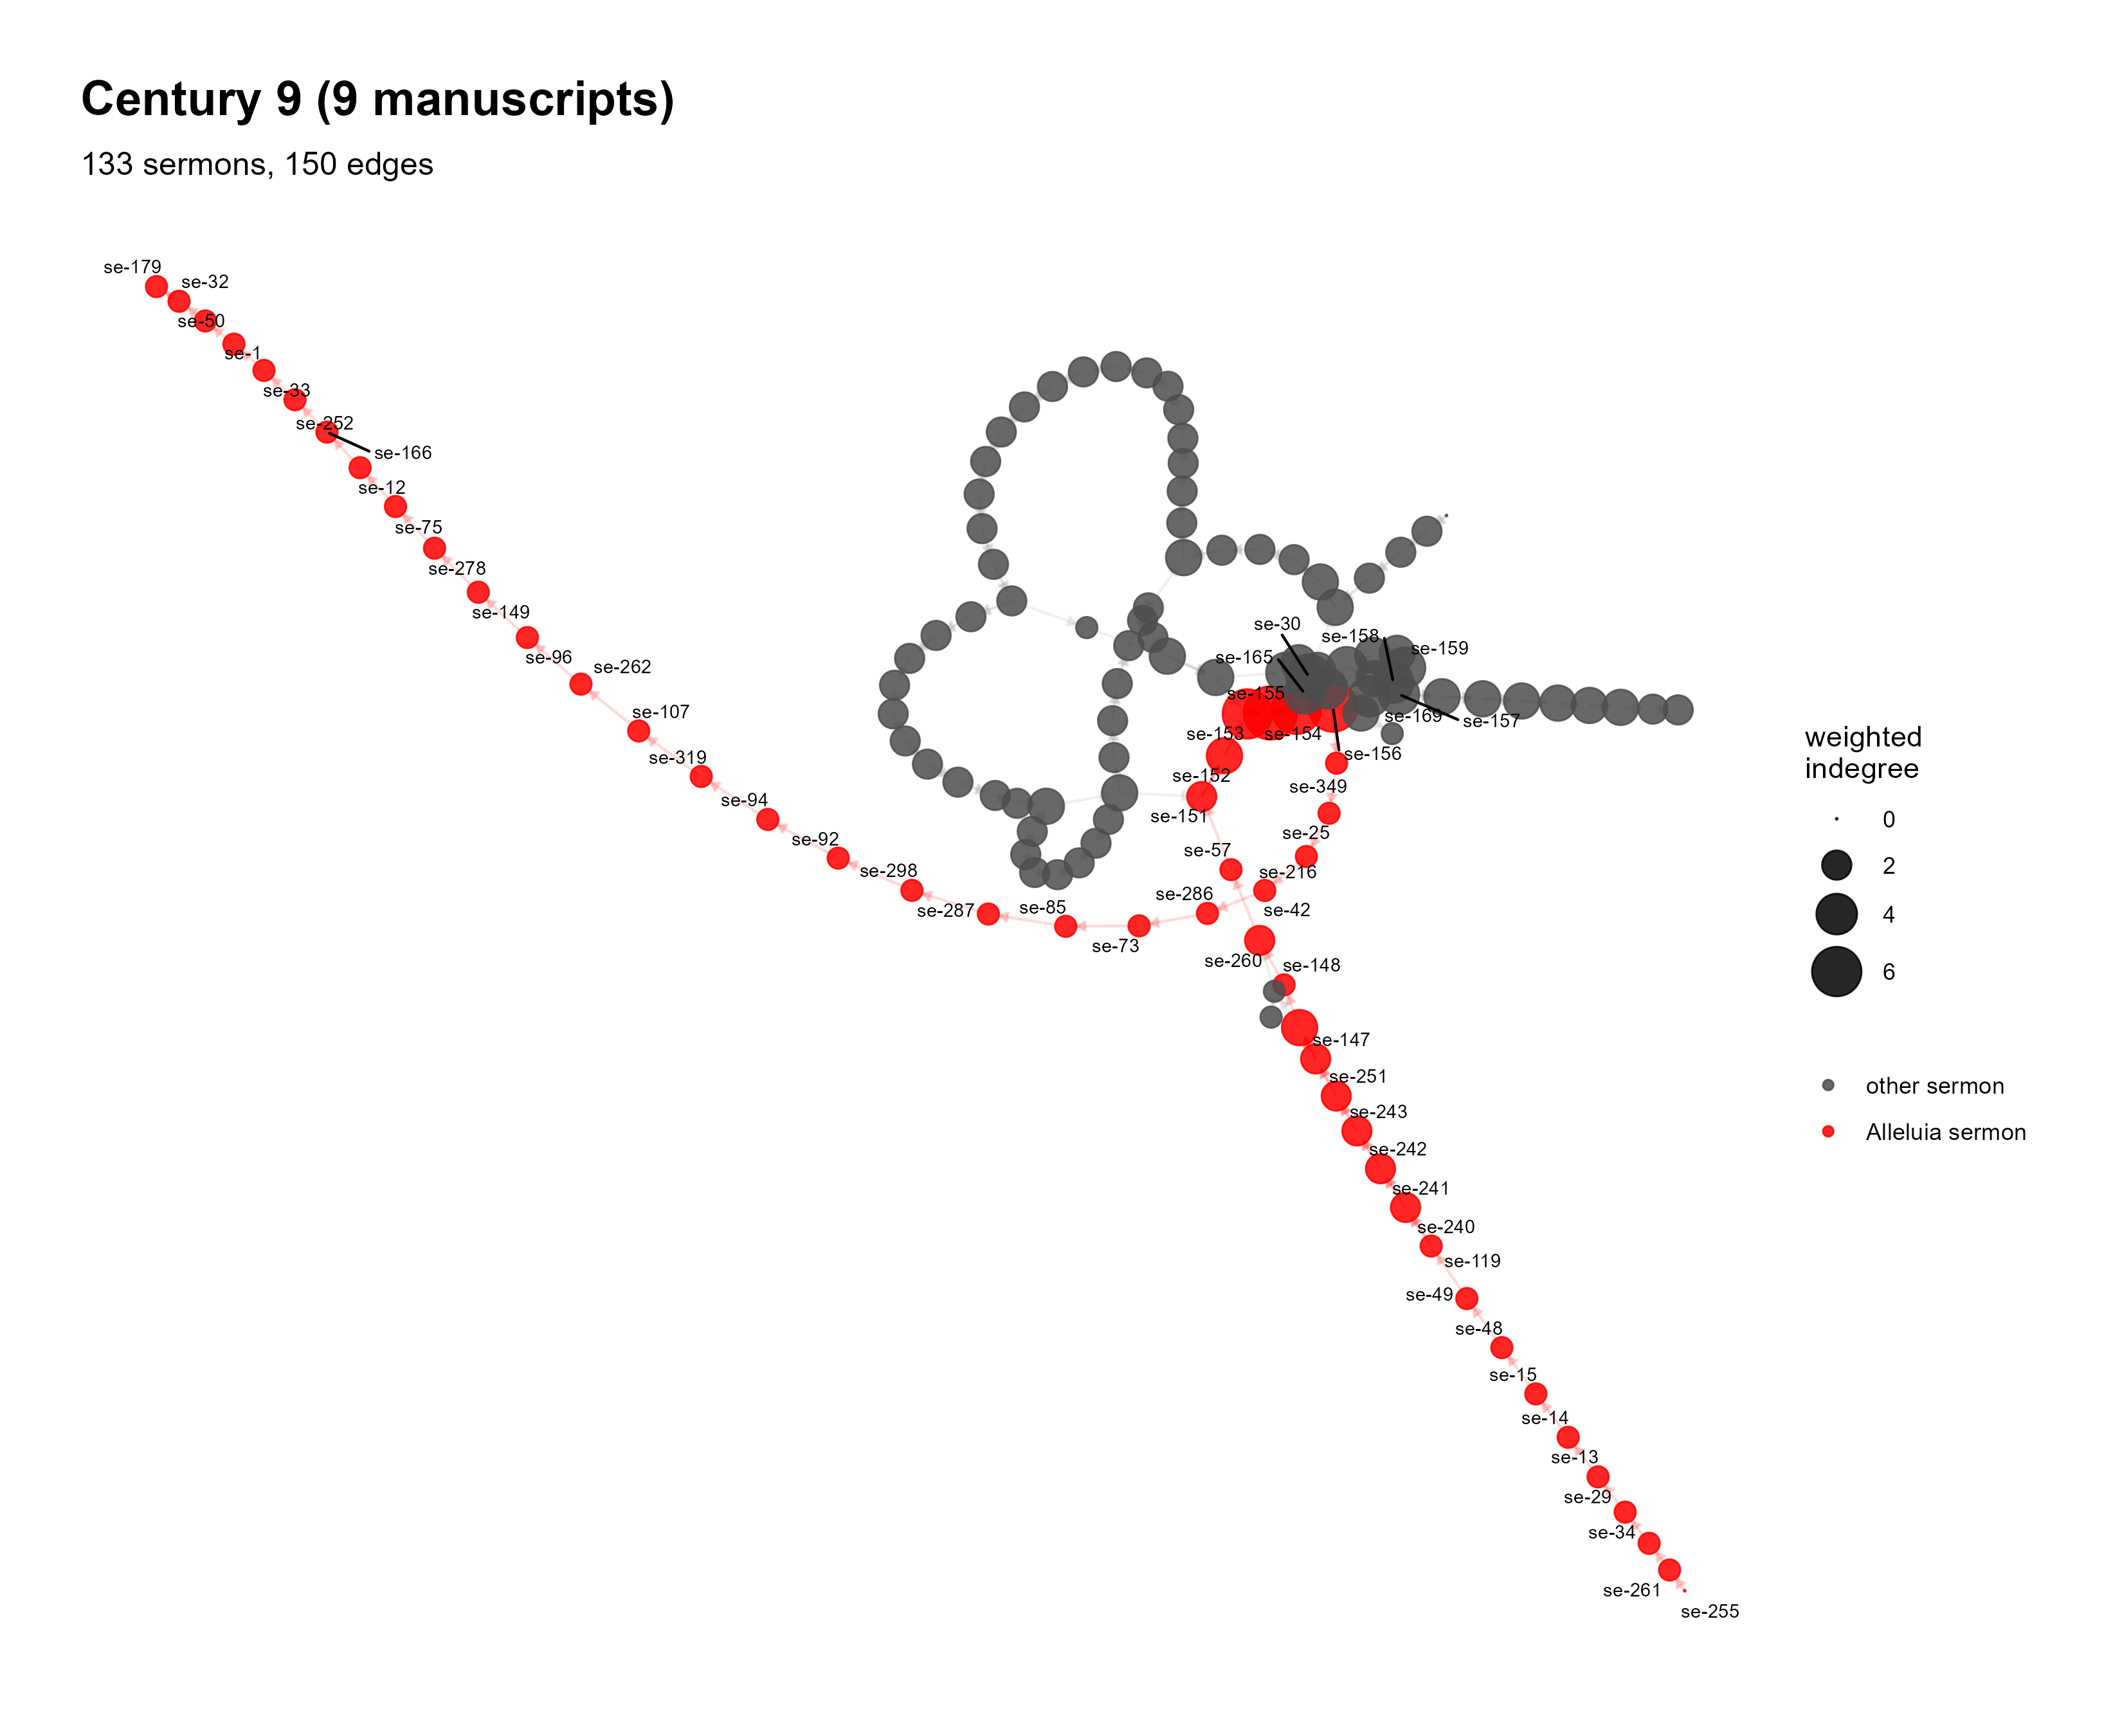 Century 9 (9 manuscripts)
133 sermons, 150 edges
se-179
se-32
se-50
se-1
se-33
se-252
se-166
se-12
se-75
se-278
se-149
se-96
se-262
se-107
se-319
se-94
se-92
se-298
se-287
se-85
se-73
se-286
se-42
se-216
se-25
se-349
se-30
se-158
se-159
se-165
se-155
se-169
se-157
se-153
se-154
se-156
se-152
se-151
se-57
se-260
se-148
se-147
se-251
se-243
se-242
se-241
se-240
se-119
se-49
se-48
se-15
se-14
se-13
se-29
se-34
se-261
se-255
weighted
indegree
0
2
4
6
other sermon
Alleluia sermon